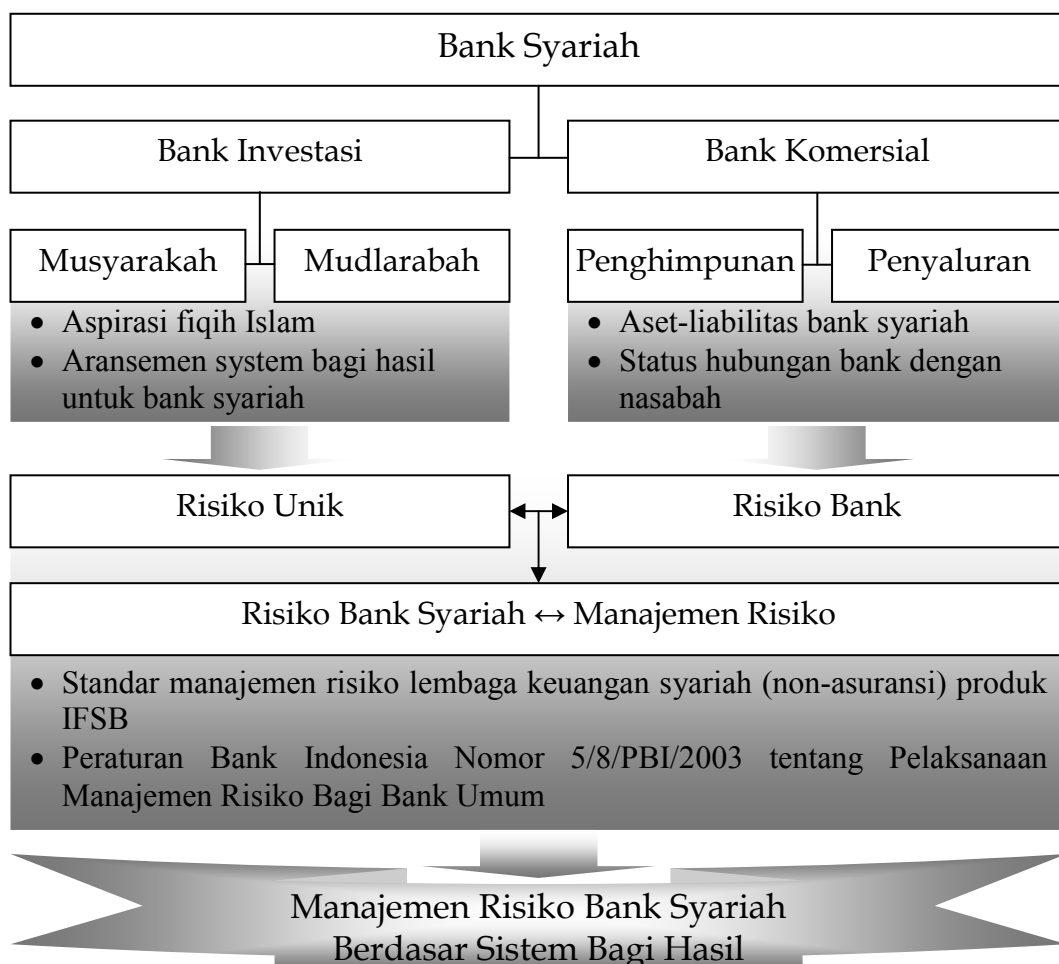 Bank Syariah
Bank Investasi
Bank Komersial
Musyarakah
Mudlarabah
Penghimpunan
Penyaluran
• Aspirasi fiqih Islam
• Aransemen system bagi hasil
untuk bank syariah
• Aset-liabilitas bank syariah
• Status hubungan bank dengan
nasabah
Risiko Unik
Risiko Bank
Risiko Bank Syariah ↔ Manajemen Risiko
• Standar manajemen risiko lembaga keuangan syariah (non-asuransi) produk
IFSB
• Peraturan Bank Indonesia Nomor 5/8/PBI/2003 tentang Pelaksanaan
Manajemen Risiko Bagi Bank Umum
Manajemen Risiko Bank Syariah
Berdasar Sistem Bagi Hasil